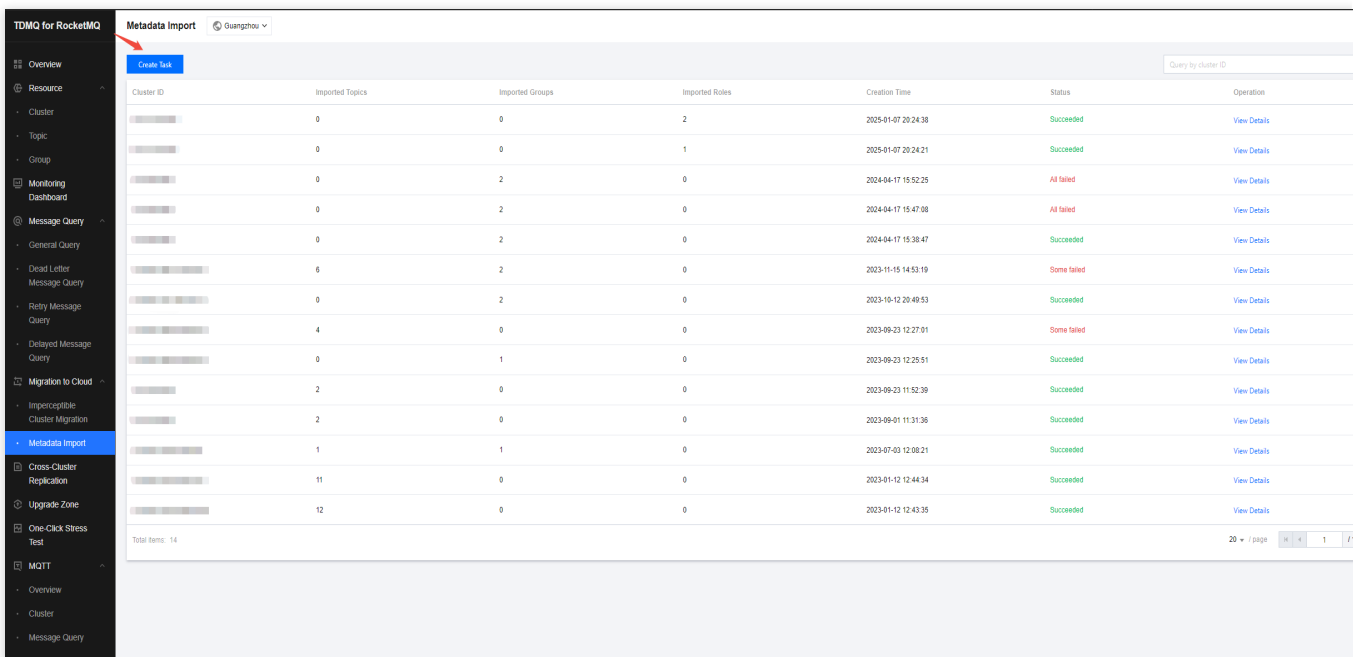 TDMQ for RocketMQ
Metadata Import
Guangzhou
Overview
Resource
Cluster
Topic
Group
Monitoring
Dashboard
Message Query
General Query
Dead Letter
Message Query
Retry Message
Query
Delayed Message
Query
Migration to Cloud
Imperceptible
Cluster Migration
Metadata Import
Cross-Cluster
Replication
Upgrade Zone
One-Click Stress
Test
MQTT
Overview
Cluster
Message Query
Create Task
Query by cluster ID
Cluster ID Imported Topics Imported Groups Imported Roles Creation Time Status Operation
0 0 2 2025-01-07 20:24:38 Succeeded View Details
0 0 1 2025-01-07 20:24:21 Succeeded View Details
0 2 0 2024-04-17 15:52:25 All failed View Details
0 2 0 2024-04-17 15:47:08 All failed View Details
0 2 0 2024-04-17 15:38:47 Succeeded View Details
6 2 0 2023-11-15 14:53:19 Some failed View Details
0 2 0 2023-10-12 20:49:53 Succeeded View Details
4 0 0 2023-09-23 12:27:01 Some failed View Details
0 1 0 2023-09-23 12:25:51 Succeeded View Details
2 0 0 2023-09-23 11:52:39 Succeeded View Details
2 0 0 2023-09-01 11:31:36 Succeeded View Details
1 1 0 2023-07-03 12:08:21 Succeeded View Details
11 0 0 2023-01-12 12:44:34 Succeeded View Details
12 0 0 2023-01-12 12:43:35 Succeeded View Details
Total items: 14
20 / page 1 /